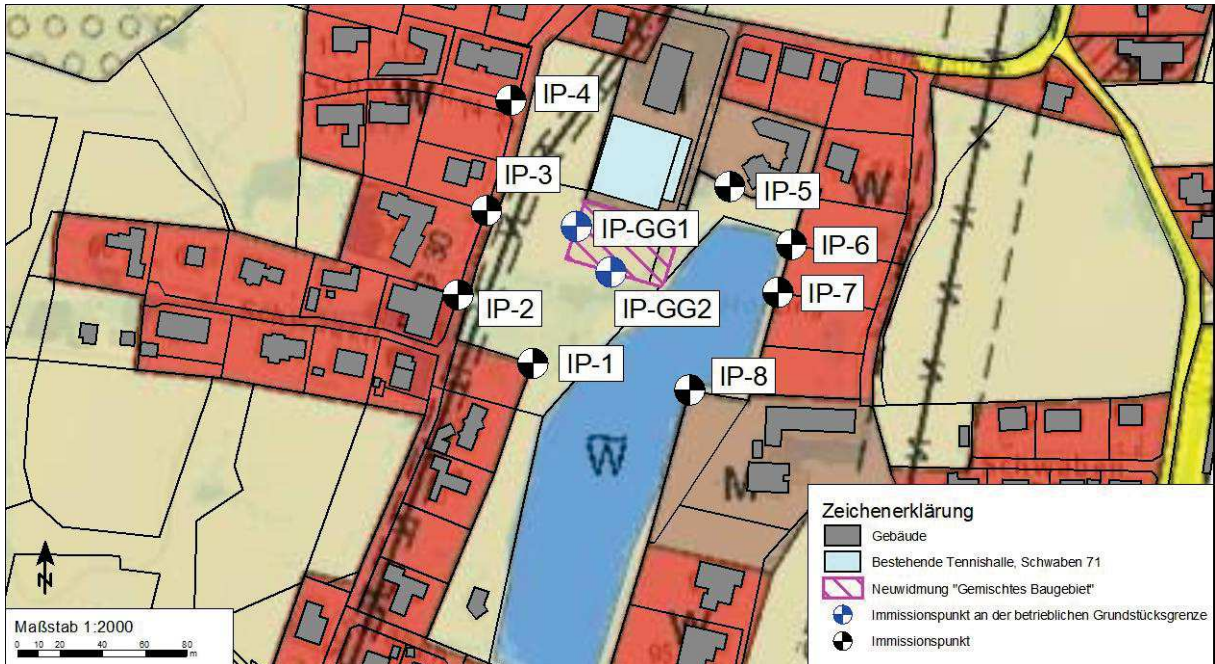 IP-4
W
IP-3
IP-5
W
IP-GG1
30
IP-6
IP-2
IP-7
IP-GG2
IP-1
IP-8
W
M
Zeichenerklärung
Gebäude
Bestehende Tennishalle, Schwaben 71
Neuwidmung "Gemischtes Baugebiet"
Immissionspunkt an der betrieblichen Grundstücksgrenze
Immissionspunkt
N
Maßstab 1:2000
0 10 20 40 60 80
m
95